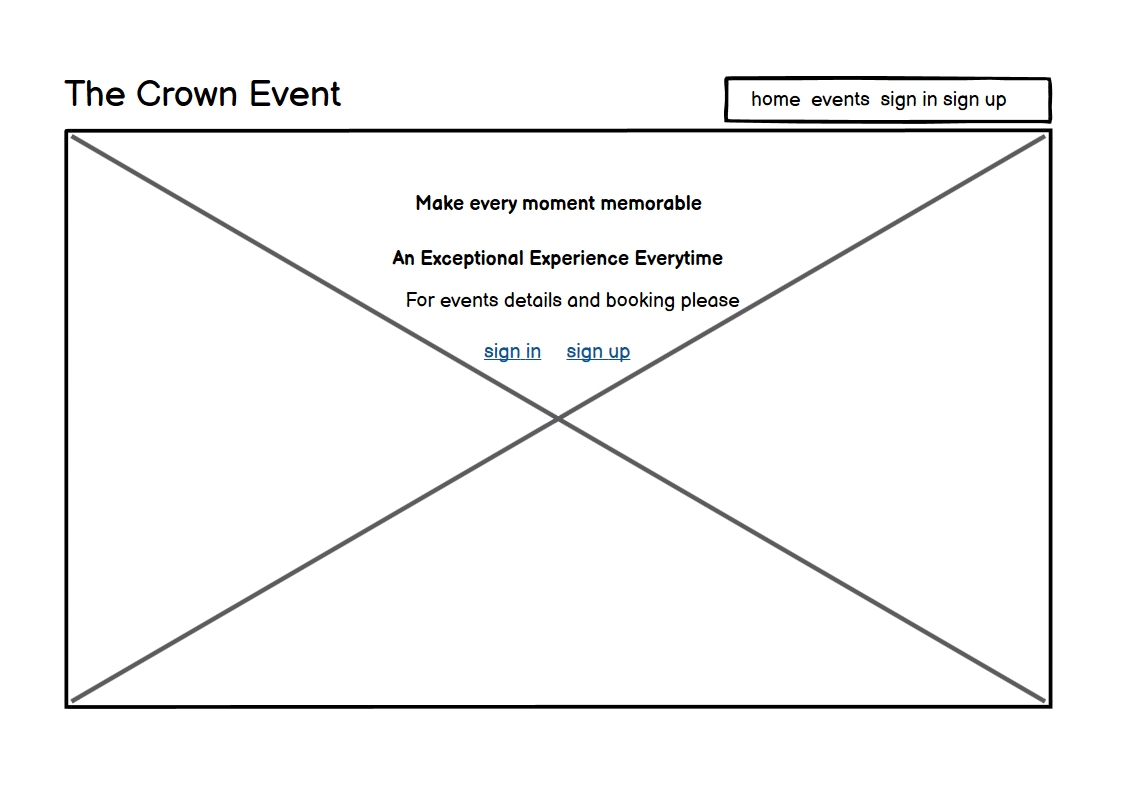 The Crown Event
home events sign in sign up
Make every moment memorable
An Exceptional Experience Everytime
For events details and booking please
sign in sign up